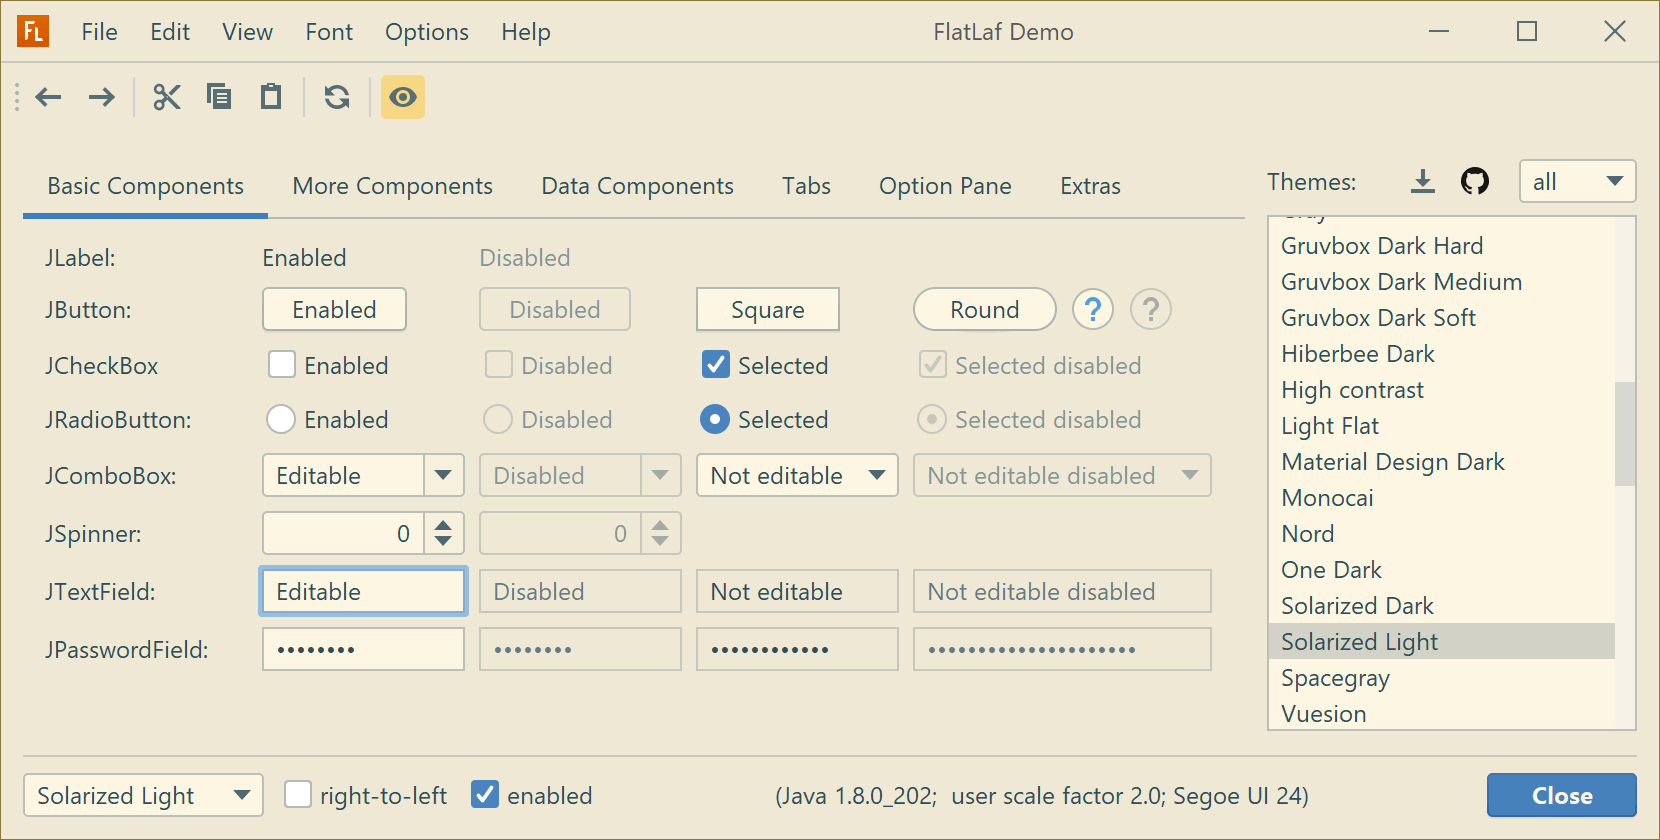 FL File Edit View Font Options Help FlatLaf Demo
Basic Components More Components Data Components Tabs Option Pane Extras
Themes: all
JLabel: Enabled Disabled
JButton: Enabled Disabled Square Round ? ?
JCheckBox Enabled Disabled Selected Selected disabled
JRadioButton: Enabled Disabled Selected Selected disabled
JComboBox: Editable Disabled Not editable Not editable disabled
JSpinner: 0 0
JTextField: Editable Disabled Not editable Not editable disabled
JPasswordField: •••••••• •••••••• •••••••••••• •••••••••••••••••••••
Gruvbox Dark Hard
Gruvbox Dark Medium
Gruvbox Dark Soft
Hiberbee Dark
High contrast
Light Flat
Material Design Dark
Monocai
Nord
One Dark
Solarized Dark
Solarized Light
Spacegray
Vuesion
Solarized Light right-to-left enabled (Java 1.8.0_202; user scale factor 2.0; Segoe UI 24) Close